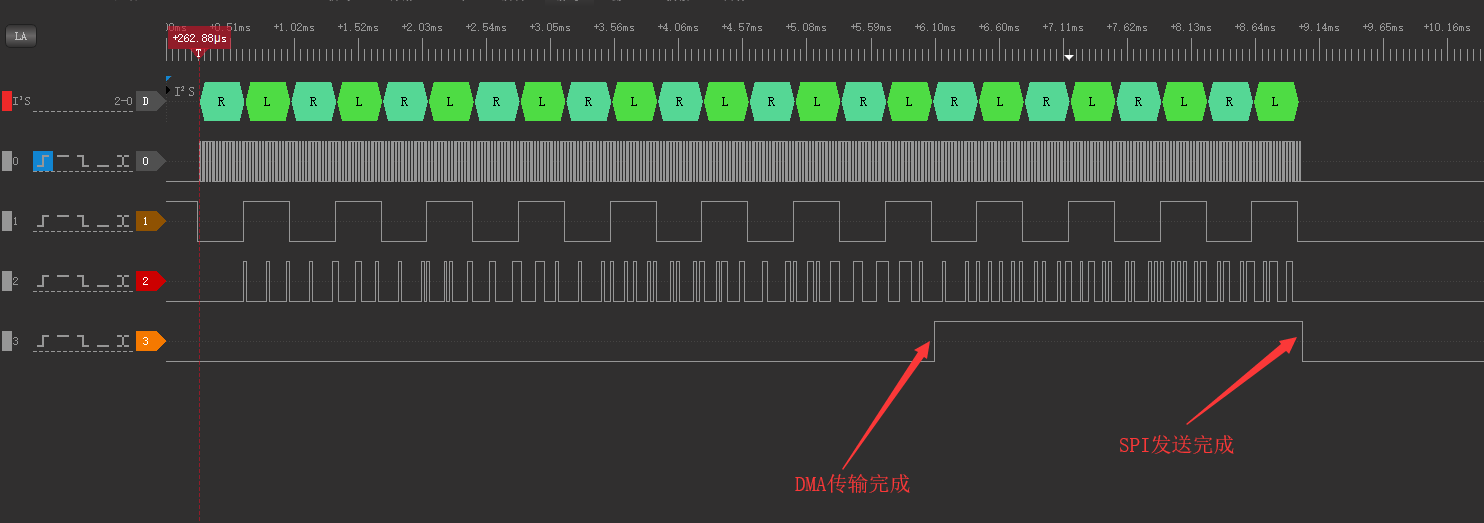 LA
0ms +0.51ms +1.02ms +1.52ms +2.03ms +2.54ms +3.05ms +3.56ms +4.06ms +4.57ms +5.08ms +5.59ms +6.10ms +6.60ms +7.11ms +7.62ms +8.13ms +8.64ms +9.14ms +9.65ms +10.16ms
+262.88μs
T
I²S 2-0 D I²S R L R L R L R L R L R L R L R L R L R L R L R L
0 0
1 1
2 2
3 3
SPI发送完成
DMA传输完成